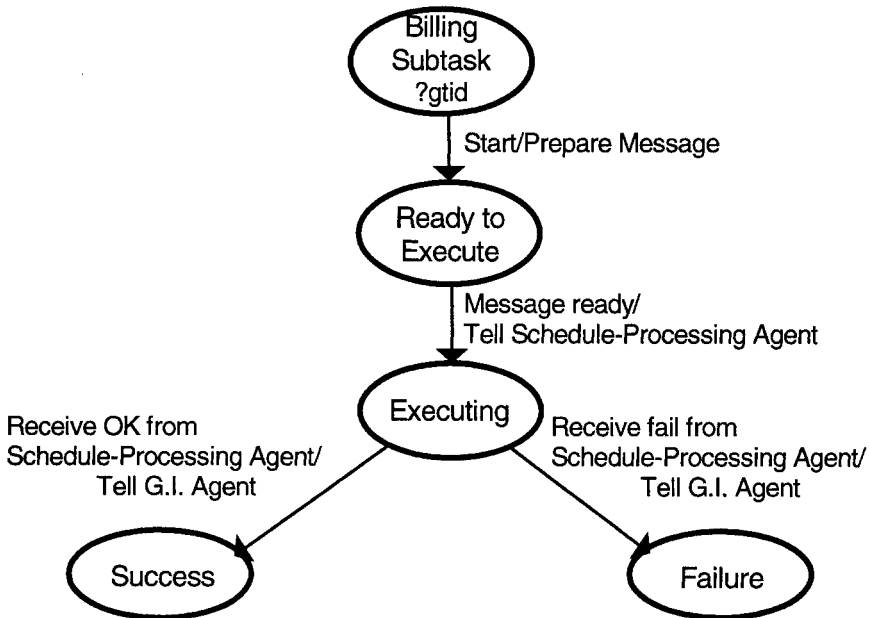 Billing
Subtask
?gtid
Start/Prepare Message
Ready to
Execute
Message ready/
Tell Schedule-Processing Agent
Executing
Receive OK from
Schedule-Processing Agent/
Tell G.I. Agent
Receive fail from
Schedule-Processing Agent/
Tell G.I. Agent
Success
Failure